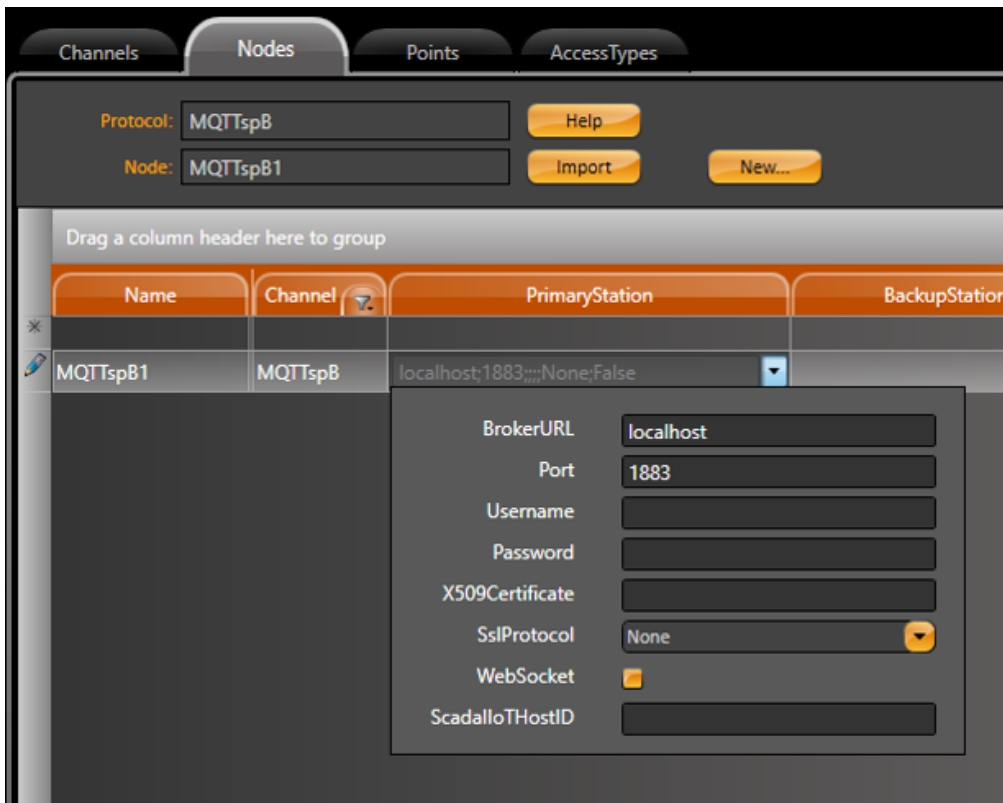 Channels Nodes Points AccessTypes
Protocol: MQTTspB Help
Node: MQTTspB1 Import New...
Drag a column header here to group
Name Channel PrimaryStation BackupStation
MQTTspB1 MQTTspB localhost;1883;;;;None;False
BrokerURL localhost
Port 1883
Username
Password
X509Certificate
SslProtocol None
WebSocket
ScadaIIoTHostID